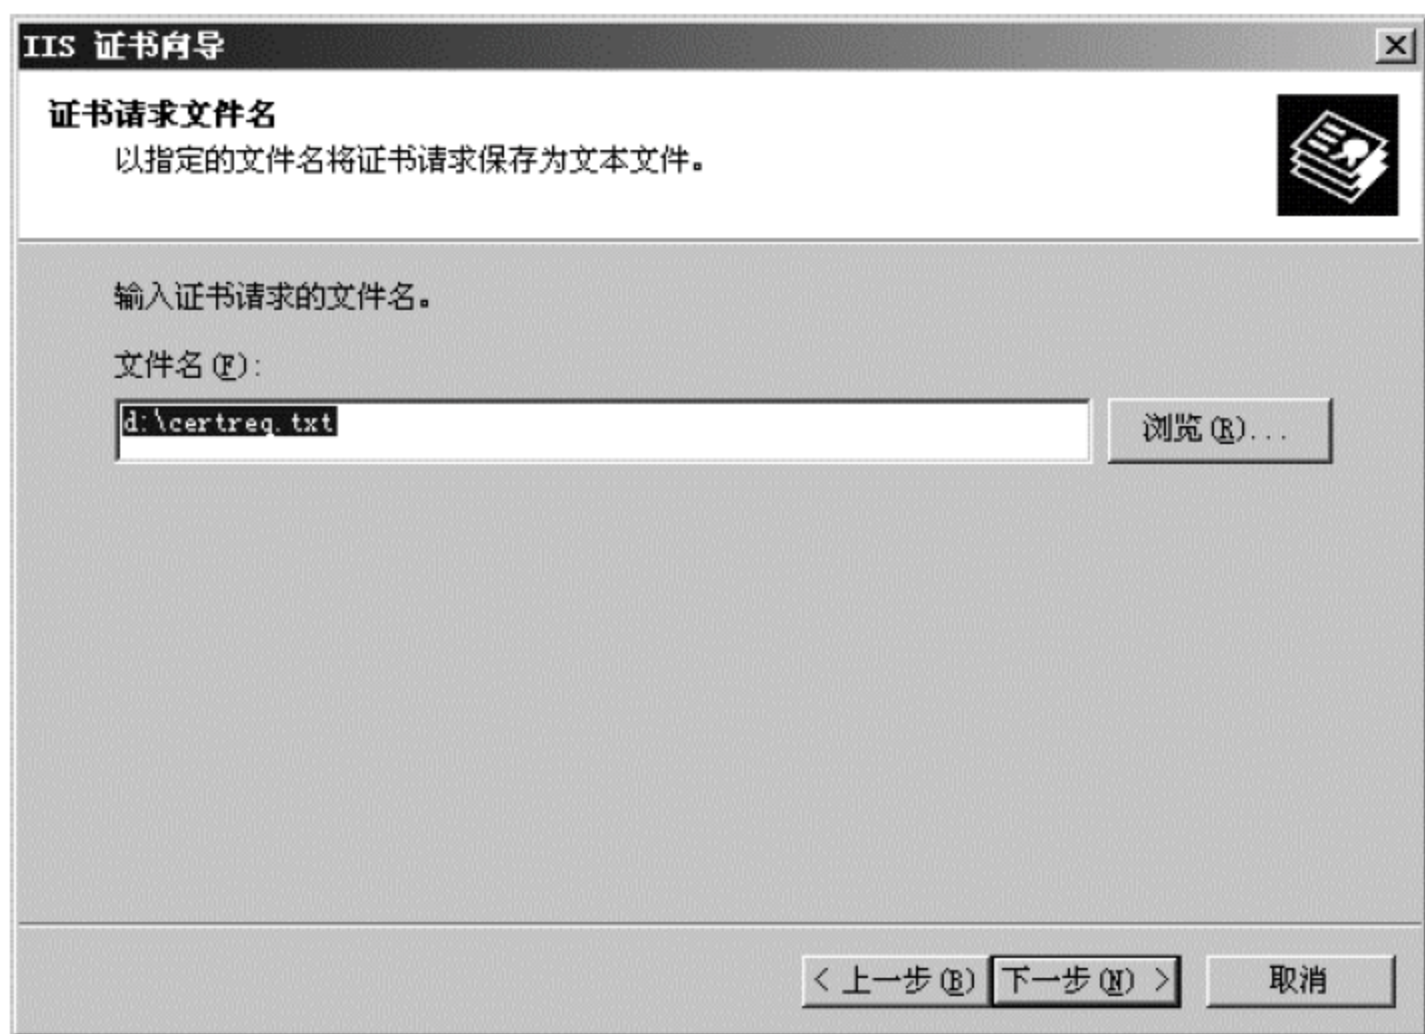 IIS 证书向导
证书请求文件名
以指定的文件名将证书请求保存为文本文件。
输入证书请求的文件名。
文件名(F):
d:\certreq.txt
浏览(R)...
< 上一步(B) 下一步(N) > 取消